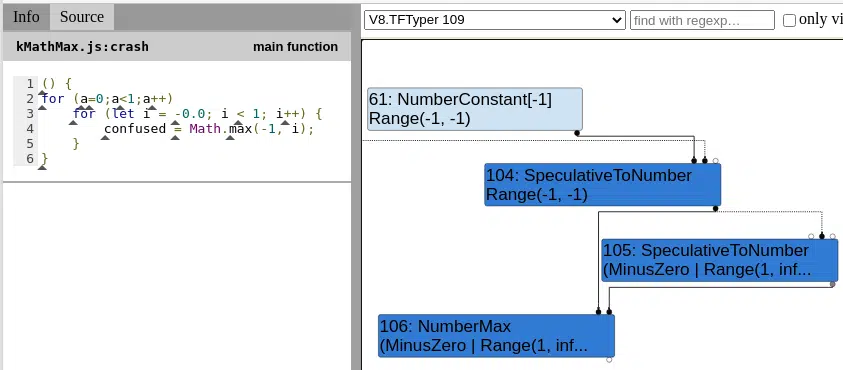 Info Source
V8.TFTyper 109 find with regexp… only vi
kMathMax.js:crash main function
1 () {
2 for (a=0;a<1;a++)
3 for (let i = -0.0; i < 1; i++) {
4 confused = Math.max(-1, i);
5 }
6 }
61: NumberConstant[-1]
Range(-1, -1)
104: SpeculativeToNumber
Range(-1, -1)
105: SpeculativeToNumber
(MinusZero | Range(1, inf...
106: NumberMax
(MinusZero | Range(1, inf...